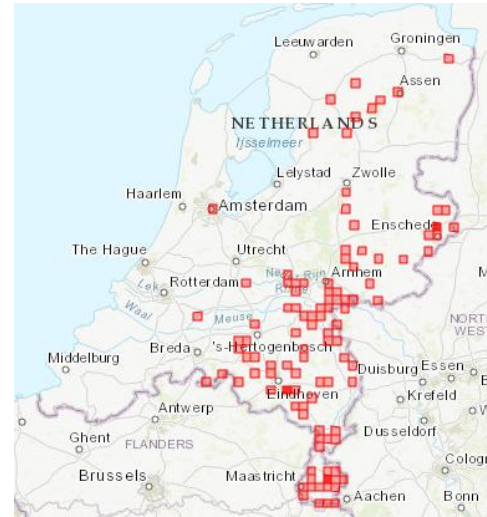 Groningen
Leeuwarden
Assen
NETHERLANDS
Ijsselmeer
Lelystad
Zwolle
Haarlem
Amsterdam
Enschede
The Hague
Utrecht
Arnhem
Rotterdam
Lek
Waal
Meuse
Breda
's-Hertogenbosch
Middelburg
Duisburg
Essen
Eindhoven
Krefeld
Antwerp
Dusseldorf
Ghent
FLANDERS
Brussels
Maastricht
Aachen
Bonn